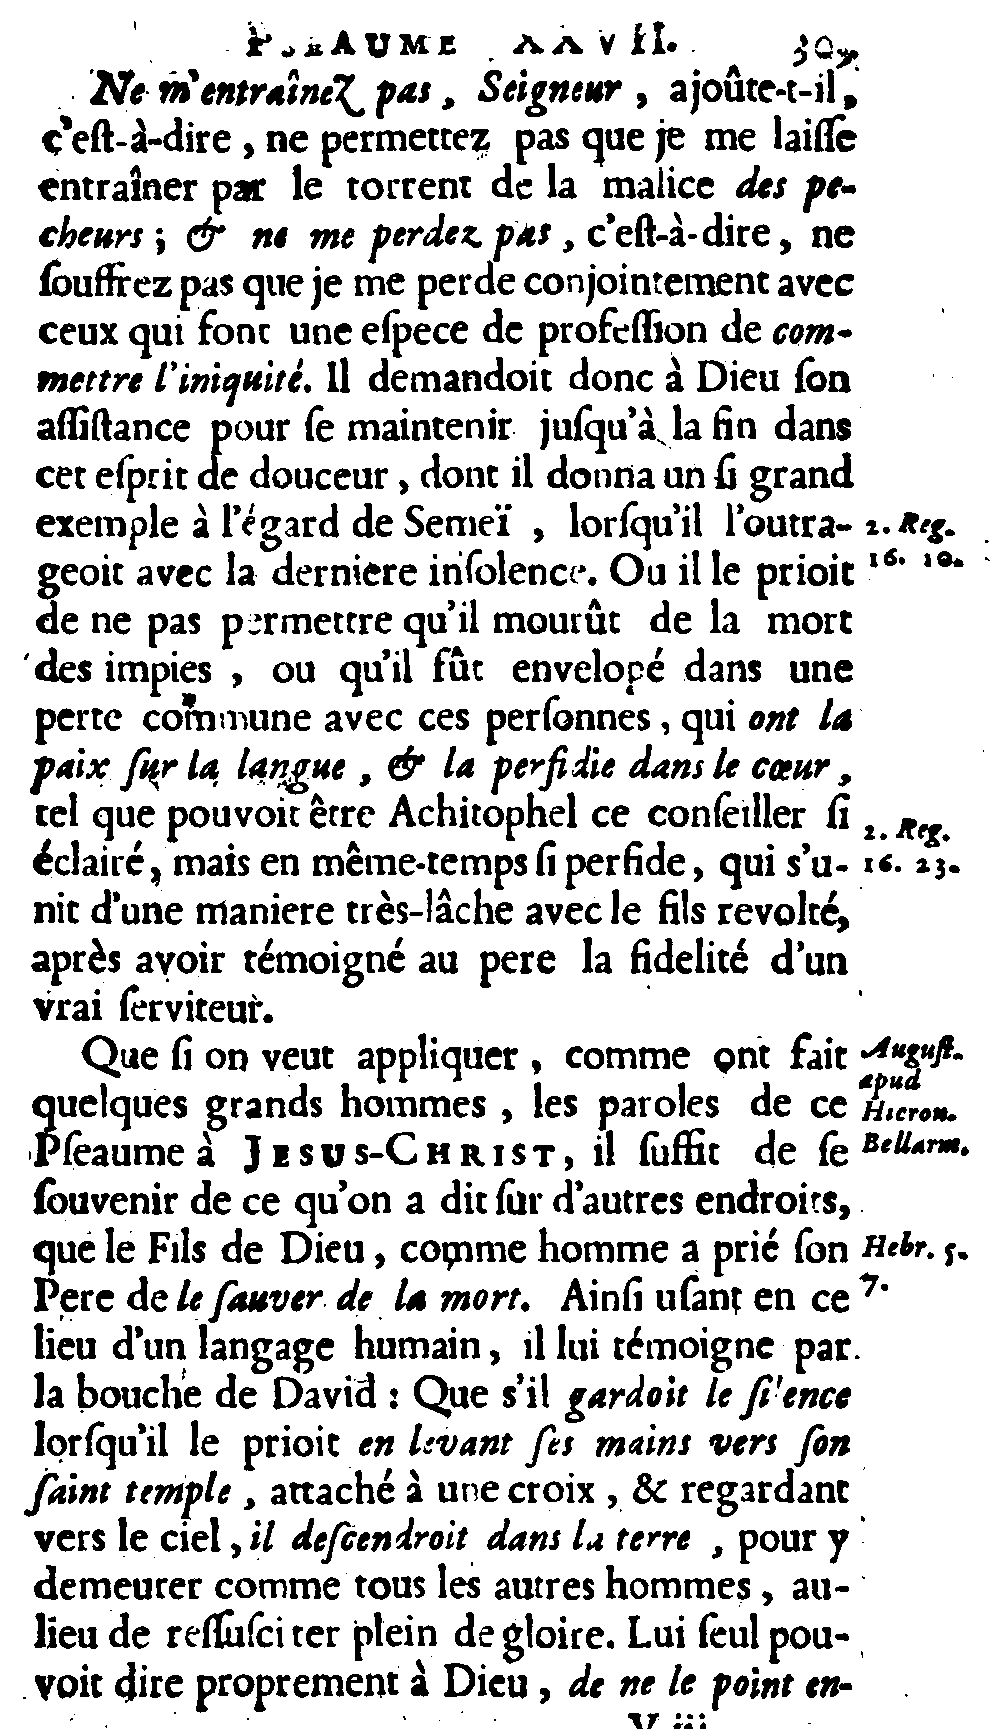 PSEAUME XXVII. 309
Ne m'entraînez pas, Seigneur, ajoûte-t-il,
c'eſt-à-dire, ne permettez pas que je me laiſſe
entraîner par le torrent de la malice des pe-
cheurs; & ne me perdez pas, c'eſt-à-dire, ne
ſouffrez pas que je me perde conjointement avec
ceux qui font une eſpece de profeſſion de com-
mettre l'iniquité. Il demandoit donc à Dieu ſon
aſſiſtance pour ſe maintenir juſqu'à la fin dans
cet eſprit de douceur, dont il donna un ſi grand
exemple à l'égard de Semeï, lorſqu'il l'outra-
2. Reg.
geoit avec la derniere inſolence. Ou il le prioit
16. 10.
de ne pas permettre qu'il mourût de la mort
des impies, ou qu'il fût envelopé dans une
perte commune avec ces perſonnes, qui ont la
paix ſur la langue, & la perfidie dans le cœur,
tel que pouvoit être Achitophel ce conſeiller ſi
2. Reg.
éclairé, mais en même-temps ſi perfide, qui s'u-
16. 23.
nit d'une maniere très-lâche avec le fils revolté,
après avoir témoigné au pere la fidelité d'un
vrai ſerviteur.
Que ſi on veut appliquer, comme ont fait
Auguſt.
apud
quelques grands hommes, les paroles de ce
Hieron.
Pſeaume à JESUS-CHRIST, il ſuffit de ſe
Bellarm.
ſouvenir de ce qu'on a dit ſur d'autres endroits,
que le Fils de Dieu, comme homme a prié ſon
Hebr. 5.
Pere de le ſauver de la mort. Ainſi uſant en ce
7.
lieu d'un langage humain, il lui témoigne par
la bouche de David: Que s'il gardoit le ſilence
lorſqu'il le prioit en levant ſes mains vers ſon
ſaint temple, attaché à une croix, & regardant
vers le ciel, il deſcendroit dans la terre, pour y
demeurer comme tous les autres hommes, au-
lieu de reſſuſciter plein de gloire. Lui ſeul pou-
voit dire proprement à Dieu, de ne le point en-
V iij